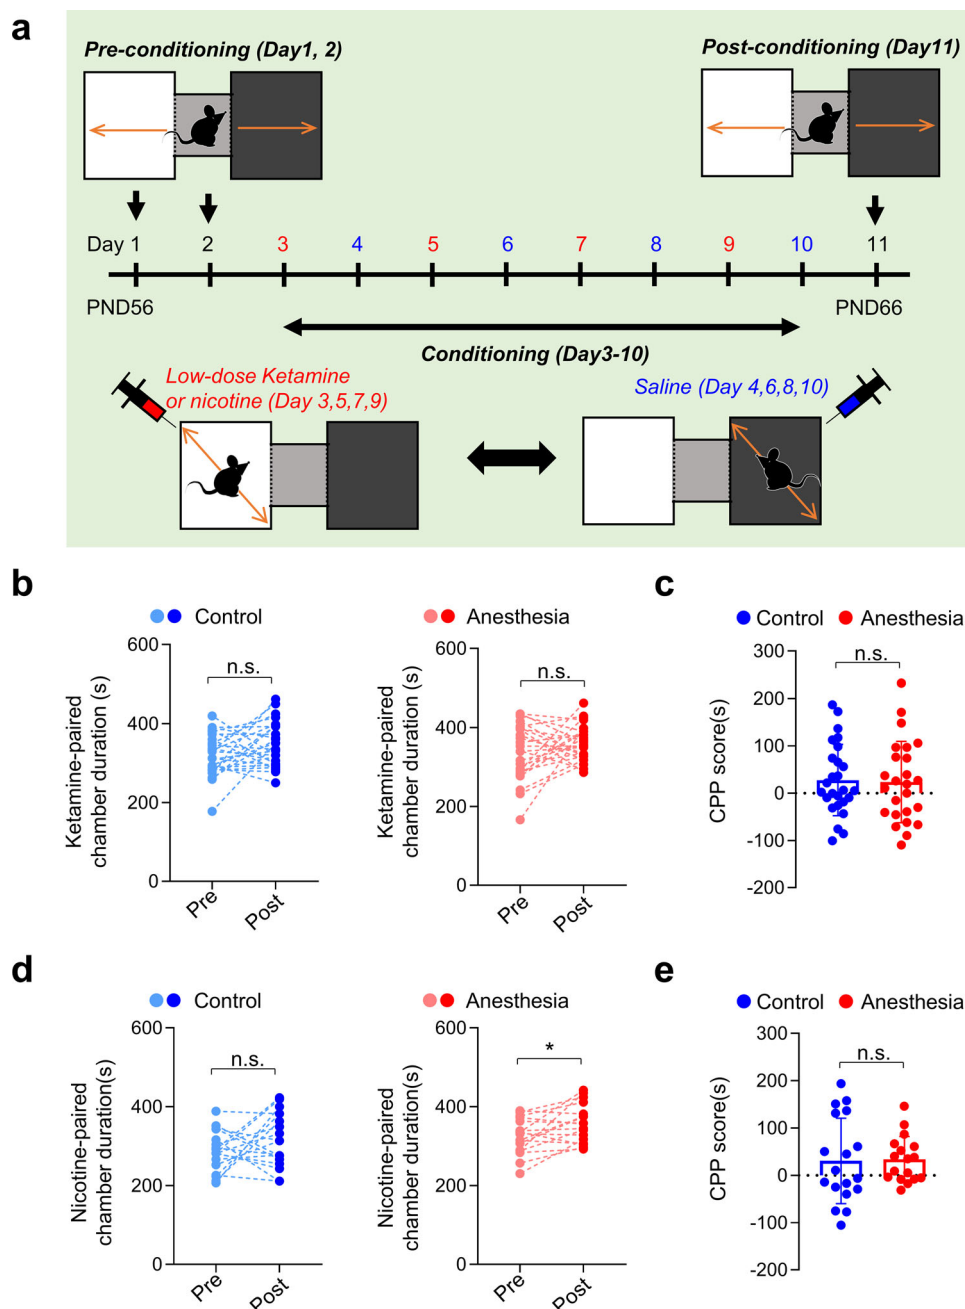 a
Pre-conditioning (Day1, 2)
Post-conditioning (Day11)
Day 1 2 3 4 5 6 7 8 9 10 11
PND56
PND66
Conditioning (Day3-10)
Low-dose Ketamine
or nicotine (Day 3,5,7,9)
Saline (Day 4,6,8,10)
b
Control
Ketamine-paired
chamber duration (s)
600
400
200
0
n.s.
Pre
Post
Anesthesia
Ketamine-paired
chamber duration (s)
600
400
200
0
n.s.
Pre
Post
c
Control
Anesthesia
CPP score(s)
300
200
100
0
-100
-200
n.s.
d
Control
Nicotine-paired
chamber duration(s)
600
400
200
0
n.s.
Pre
Post
Anesthesia
Nicotine-paired
chamber duration(s)
600
400
200
0
*
Pre
Post
e
Control
Anesthesia
CPP score(s)
300
200
100
0
-100
-200
n.s.